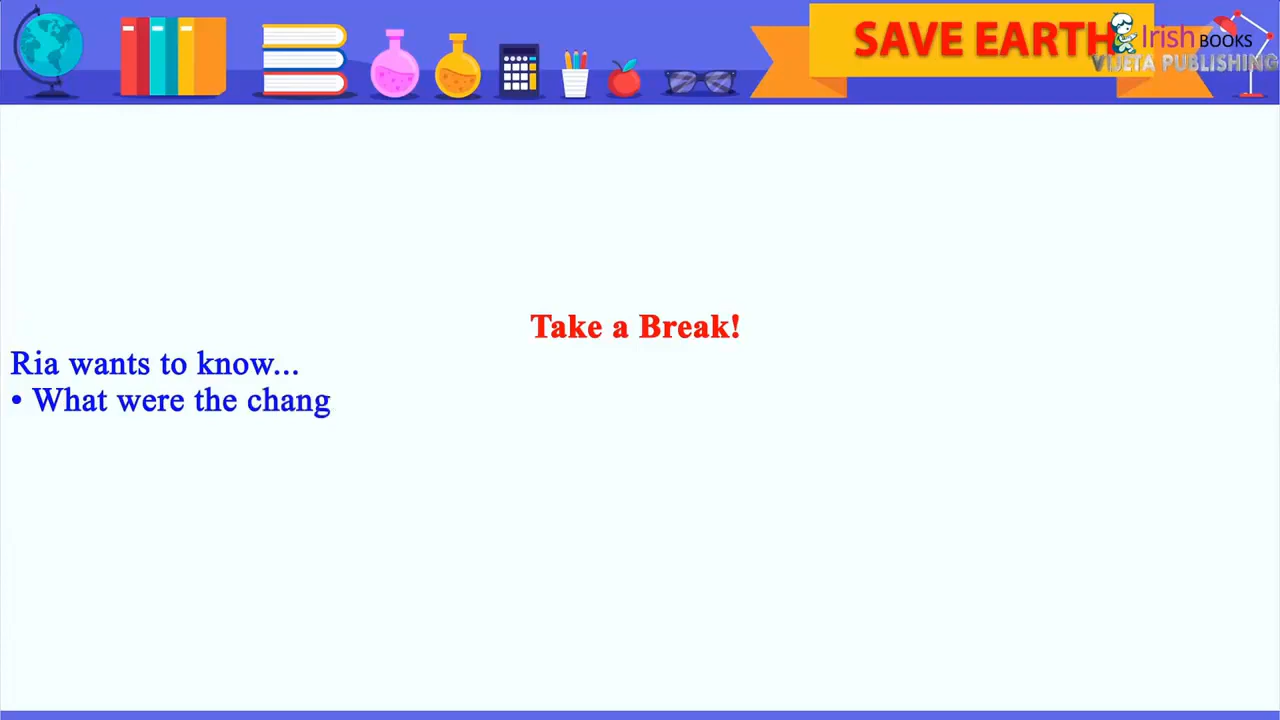 SAVE EARTH
Irish BOOKS
VIJETA PUBLISHING
Take a Break!
Ria wants to know...
• What were the chang